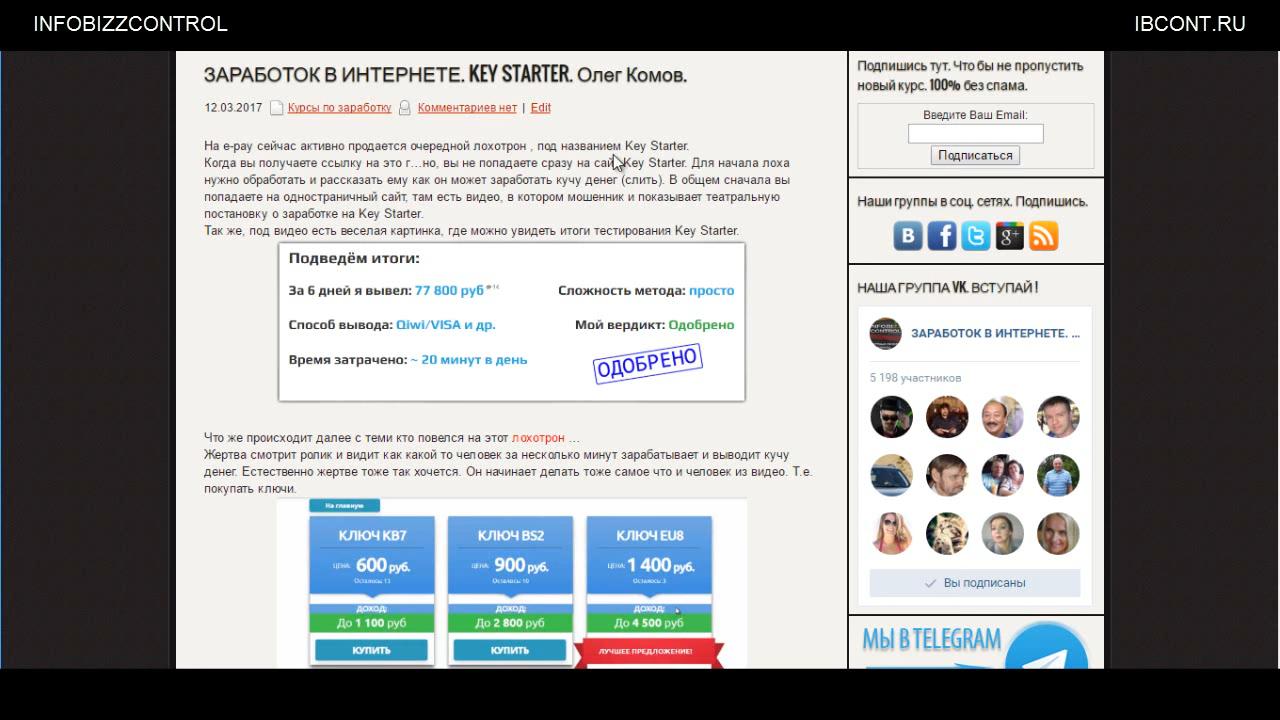 INFOBIZZCONTROL
IBCONT.RU
ЗАРАБОТОК В ИНТЕРНЕТЕ. KEY STARTER. Олег Комов.
12.03.2017 Курсы по заработку Комментариев нет | Edit
На e-pay сейчас активно продается очередной лохотрон , под названием Key Starter.
Когда вы получаете ссылку на это г…но, вы не попадаете сразу на сайт Key Starter. Для начала лоха
нужно обработать и рассказать ему как он может заработать кучу денег (слить). В общем сначала вы
попадаете на одностраничный сайт, там есть видео, в котором мошенник и показывает театральную
постановку о заработке на Key Starter.
Так же, под видео есть веселая картинка, где можно увидеть итоги тестирования Key Starter.
Подведём итоги:
За 6 дней я вывел: 77 800 руб
Сложность метода: просто
Способ вывода: Qiwi/VISA и др.
Мой вердикт: Одобрено
Время затрачено: ~ 20 минут в день
ОДОБРЕНО
Что же происходит далее с теми кто повелся на этот лохотрон …
Жертва смотрит ролик и видит как какой то человек за несколько минут зарабатывает и выводит кучу
денег. Естественно жертве тоже так хочется. Он начинает делать тоже самое что и человек из видео. Т.е.
покупать ключи.
На главную
КЛЮЧ KB7
ЦЕНА: 600 руб.
Осталось: 13
ДОХОД:
До 1 100 руб
КУПИТЬ
КЛЮЧ BS2
ЦЕНА: 900 руб.
Осталось: 10
ДОХОД:
До 2 800 руб
КУПИТЬ
КЛЮЧ EU8
ЦЕНА: 1 400 руб.
Осталось: 3
ДОХОД:
До 4 500 руб
ЛУЧШЕЕ ПРЕДЛОЖЕНИЕ!
Подпишись тут. Что бы не пропустить
новый курс. 100% без спама.
Введите Ваш Email:
Подписаться
Наши группы в соц. сетях. Подпишись.
НАША ГРУППА VK. ВСТУПАЙ !
ЗАРАБОТОК В ИНТЕРНЕТЕ. ...
5 198 участников
Вы подписаны
МЫ В TELEGRAM